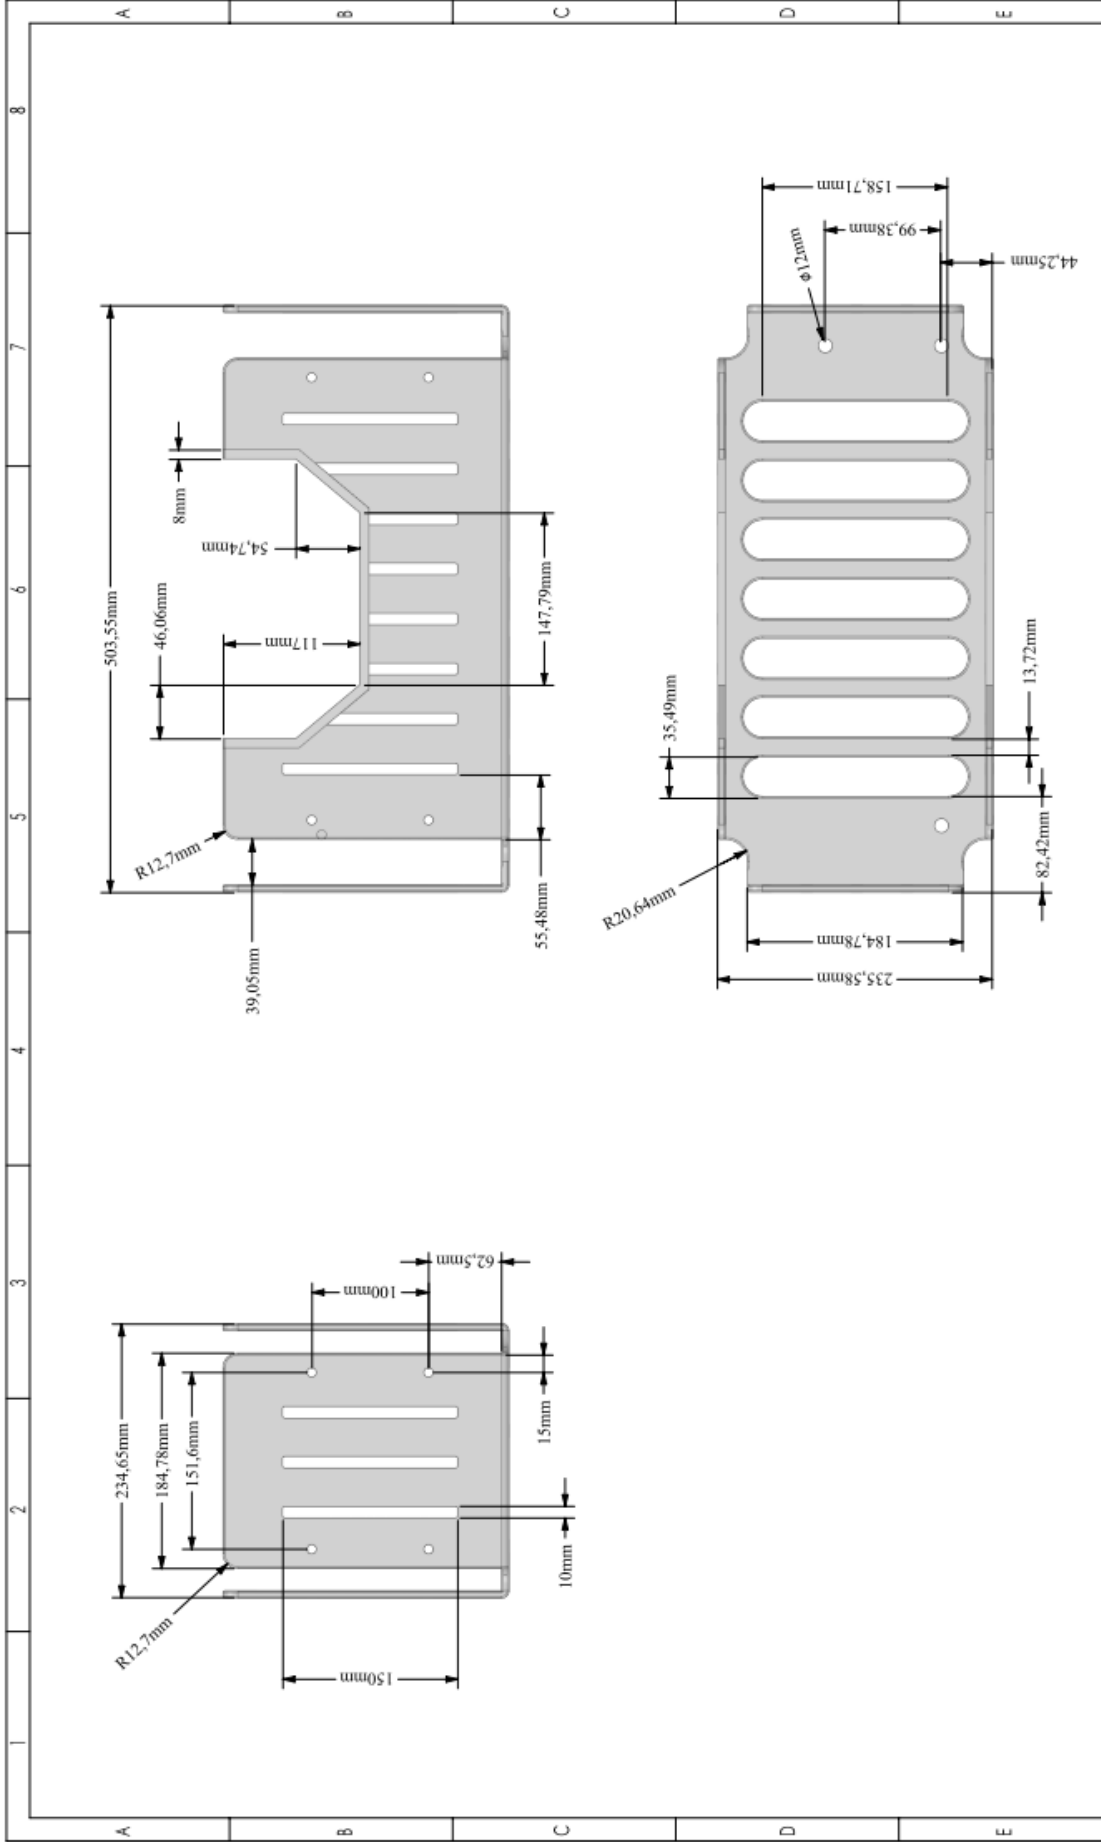 A
B
C
D
E
8
7
6
5
4
3
2
1
503,55mm
46,06mm
8mm
54,74mm
117mm
147,79mm
R12,7mm
39,05mm
55,48mm
158,71mm
99,38mm
φ12mm
44,25mm
35,49mm
13,72mm
82,42mm
R20,64mm
184,78mm
235,58mm
62,5mm
100mm
234,65mm
184,78mm
151,6mm
15mm
10mm
R12,7mm
150mm
A
B
C
D
E